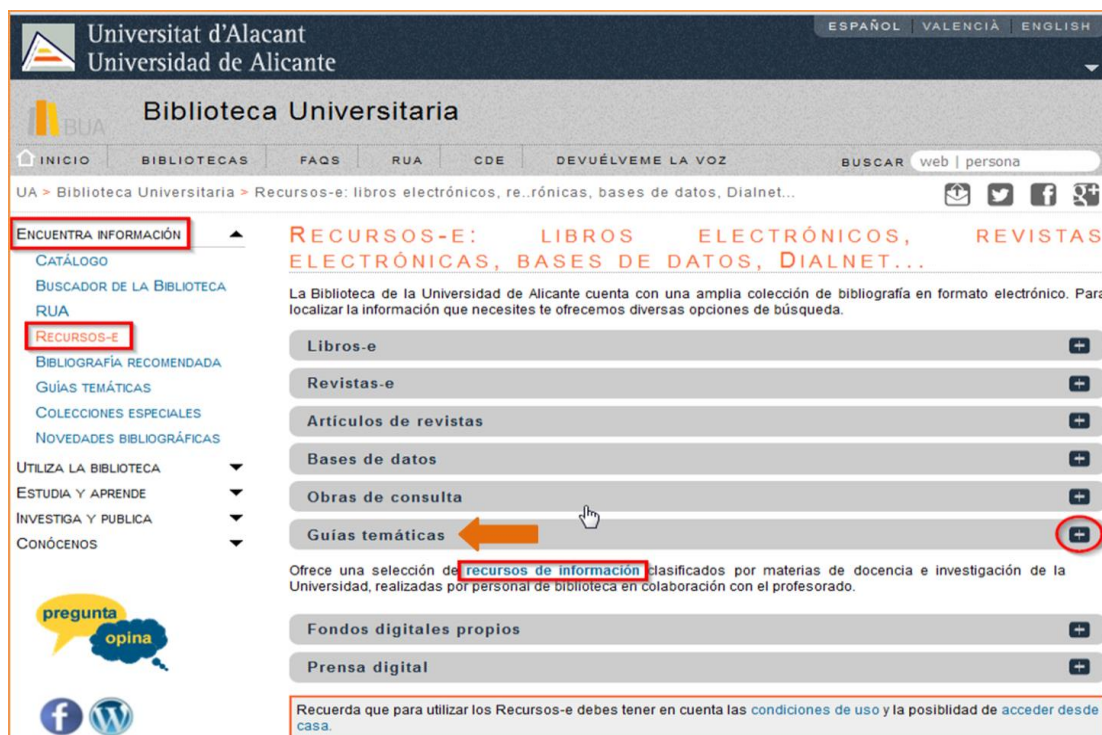 Universitat d'Alacant
Universidad de Alicante
ESPAÑOL | VALENCIÀ | ENGLISH
BUA
Biblioteca Universitaria
INICIO BIBLIOTECAS FAQS RUA CDE DEVUÉLVEME LA VOZ BUSCAR web | persona
UA > Biblioteca Universitaria > Recursos-e: libros electrónicos, re..rónicas, bases de datos, Dialnet...
ENCUENTRA INFORMACIÓN
CATÁLOGO
BUSCADOR DE LA BIBLIOTECA
RUA
RECURSOS-E
BIBLIOGRAFÍA RECOMENDADA
GUÍAS TEMÁTICAS
COLECCIONES ESPECIALES
NOVEDADES BIBLIOGRÁFICAS
UTILIZA LA BIBLIOTECA
ESTUDIA Y APRENDE
INVESTIGA Y PUBLICA
CONÓCENOS
pregunta
opina
RECURSOS-E: LIBROS ELECTRÓNICOS, REVISTAS
ELECTRÓNICAS, BASES DE DATOS, DIALNET...
La Biblioteca de la Universidad de Alicante cuenta con una amplia colección de bibliografía en formato electrónico. Para
localizar la información que necesites te ofrecemos diversas opciones de búsqueda.
Libros-e
Revistas-e
Artículos de revistas
Bases de datos
Obras de consulta
Guías temáticas
Ofrece una selección de recursos de información clasificados por materias de docencia e investigación de la
Universidad, realizadas por personal de biblioteca en colaboración con el profesorado.
Fondos digitales propios
Prensa digital
Recuerda que para utilizar los Recursos-e debes tener en cuenta las condiciones de uso y la posiblidad de acceder desde
casa.